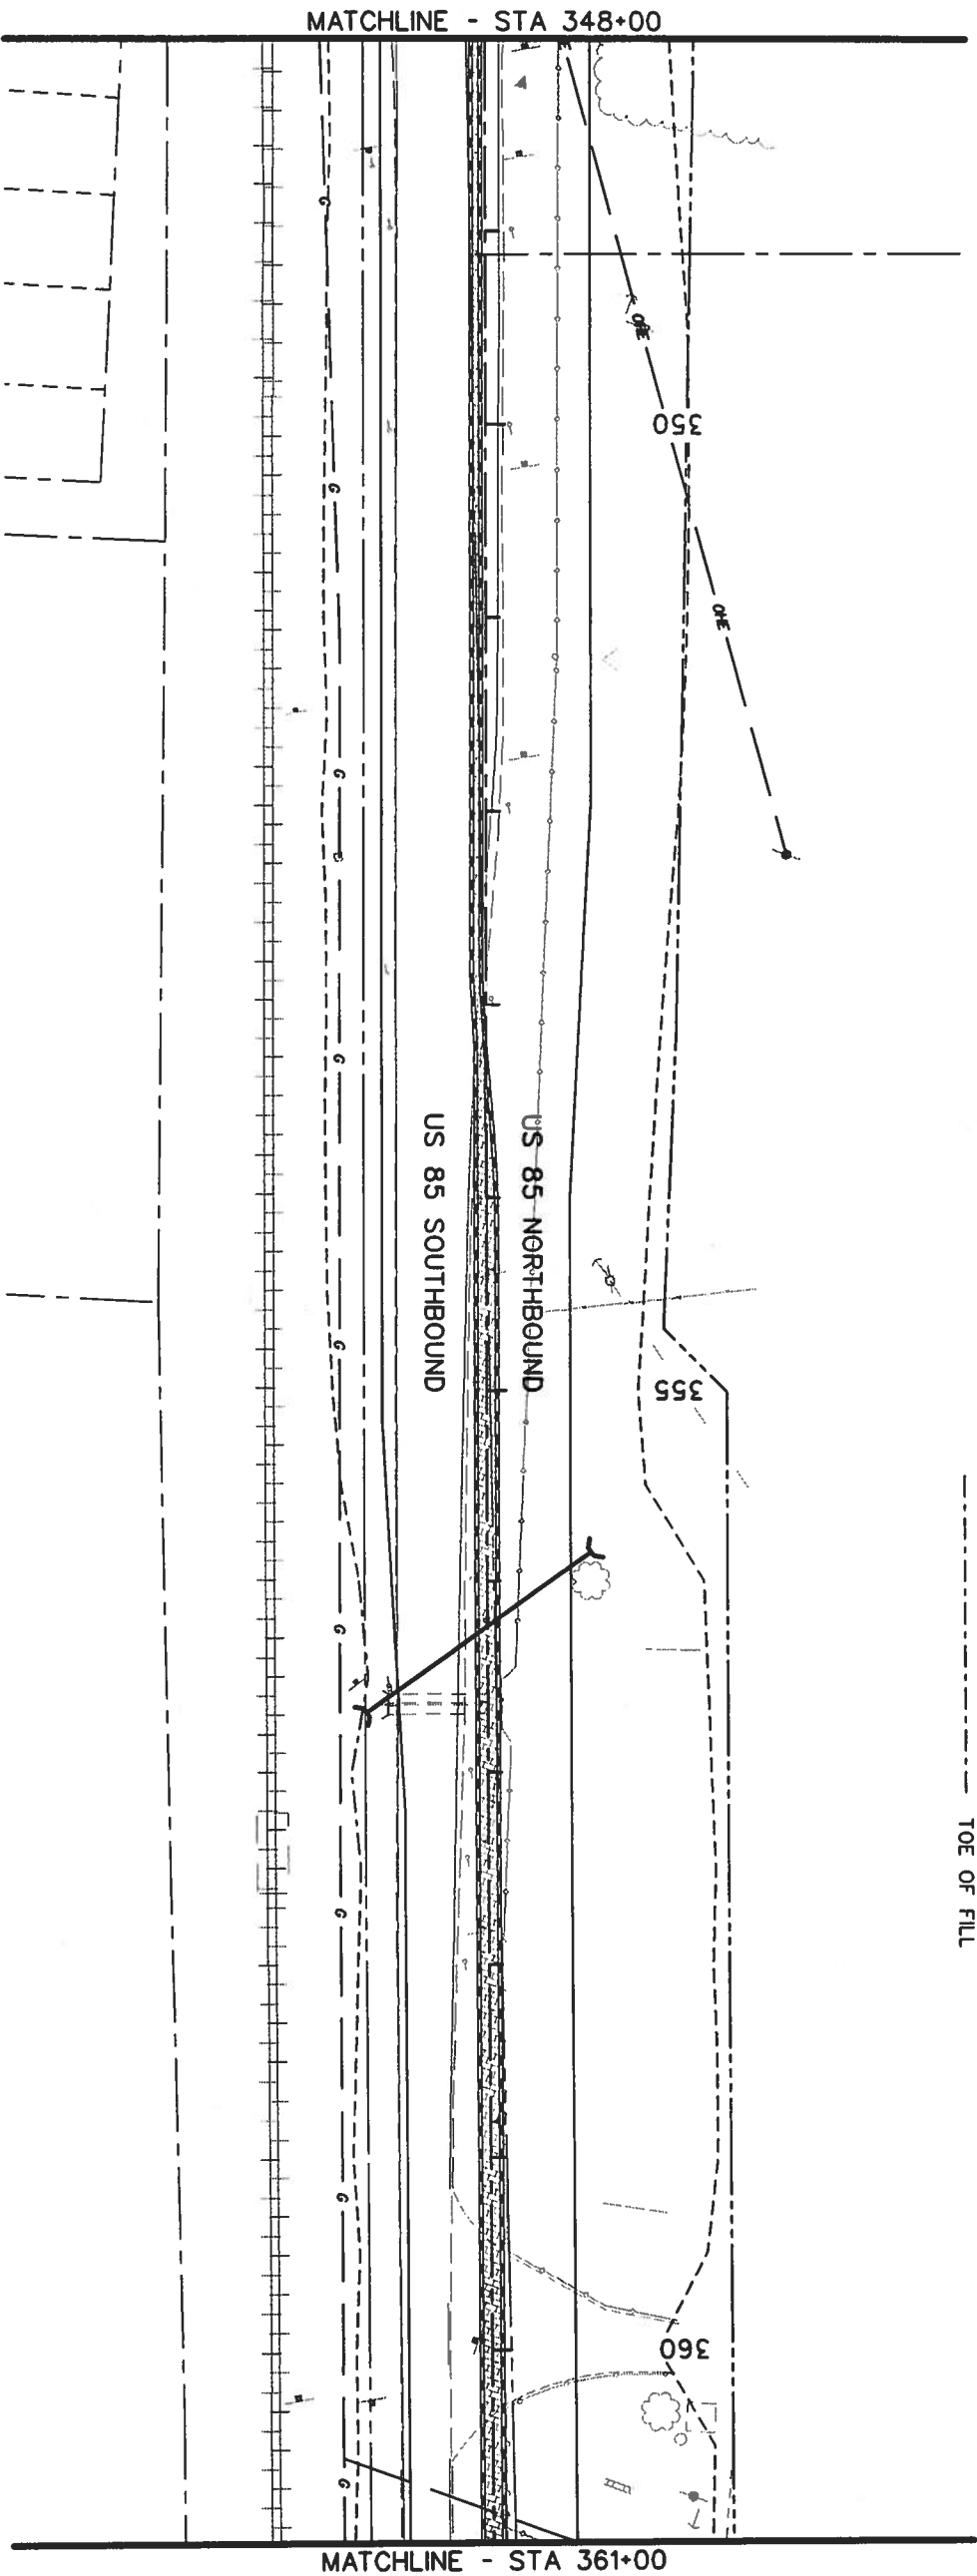 MATCHLINE - STA 348+00
G
OHE
350
G
OHE
G
G
US 85 NORTHBOUND
US 85 SOUTHBOUND
G
355
G
TOE OF FILL
G
G
360
G
MATCHLINE - STA 361+00